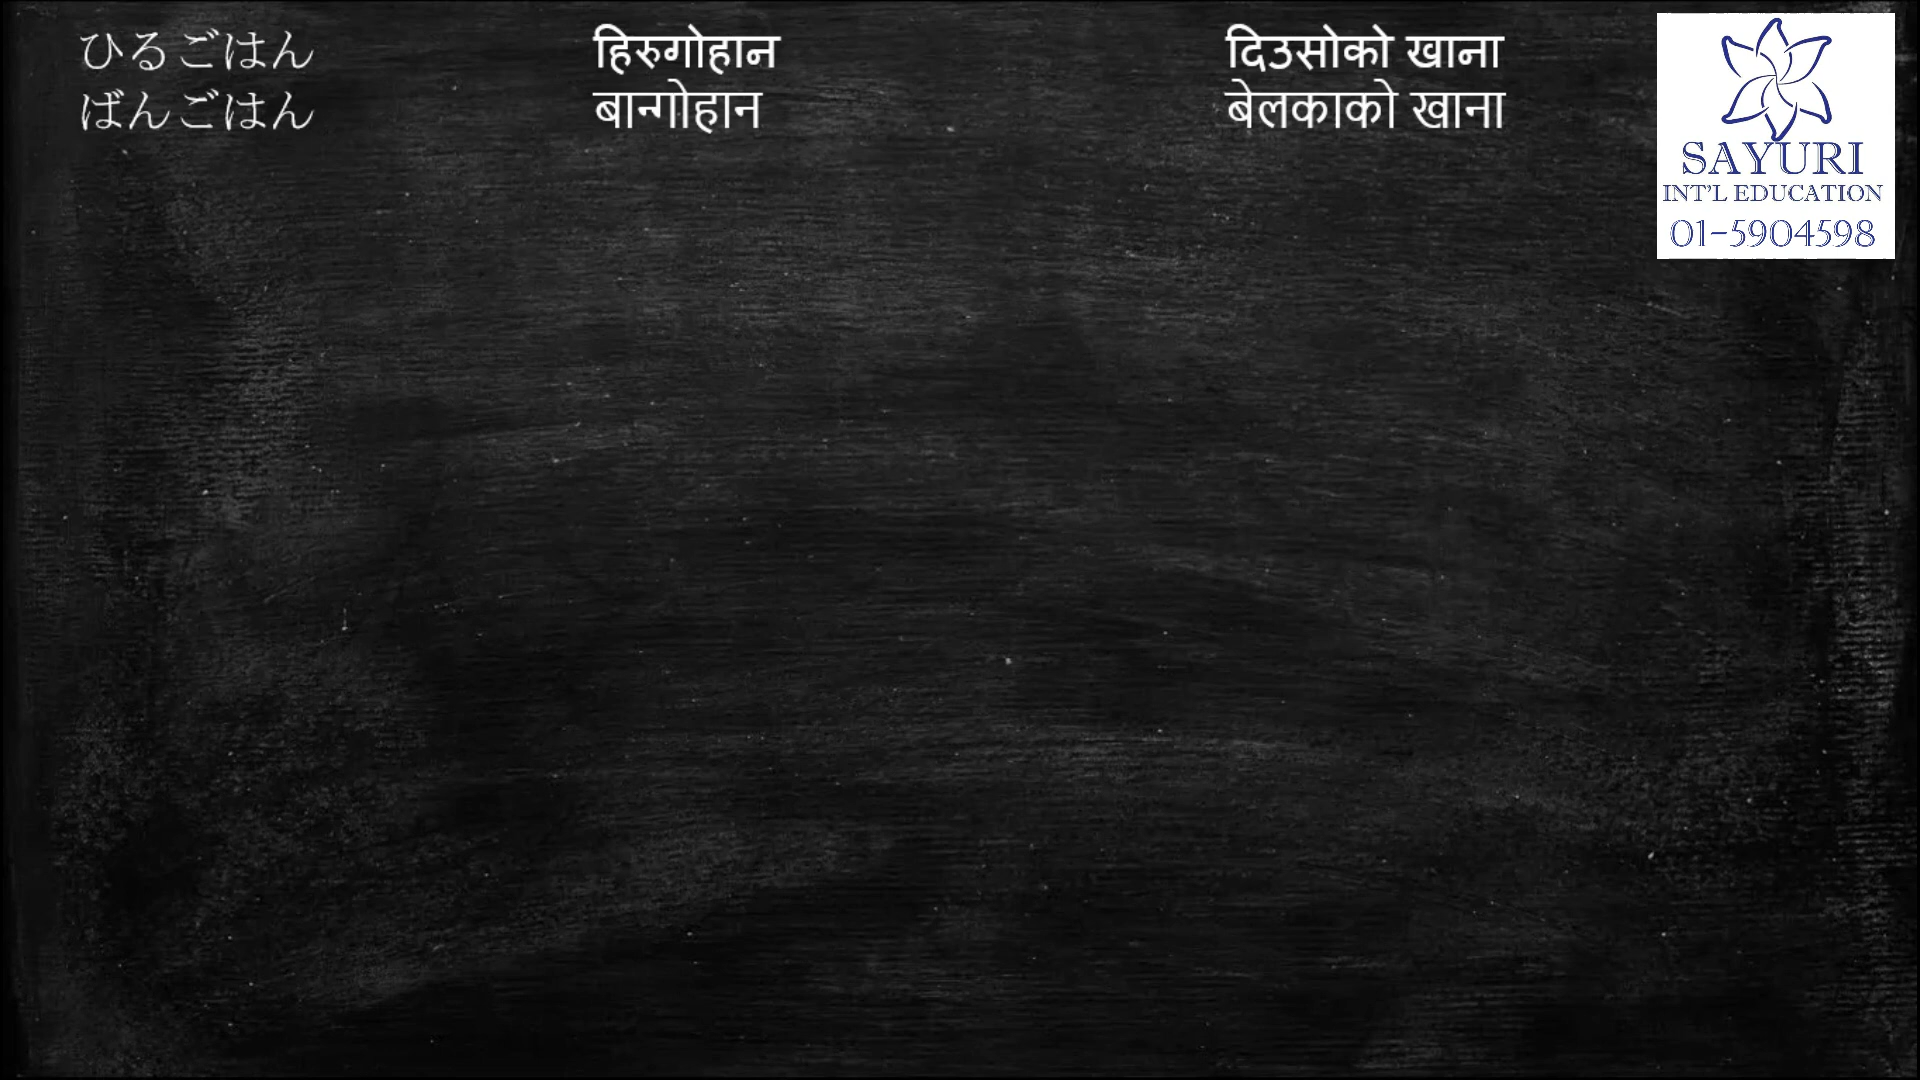 ひるごはん हिरुगोहान दिउसोको खाना
ばんごはん बान्गोहान बेलकाको खाना
SAYURI
INT'L EDUCATION
01-5904598